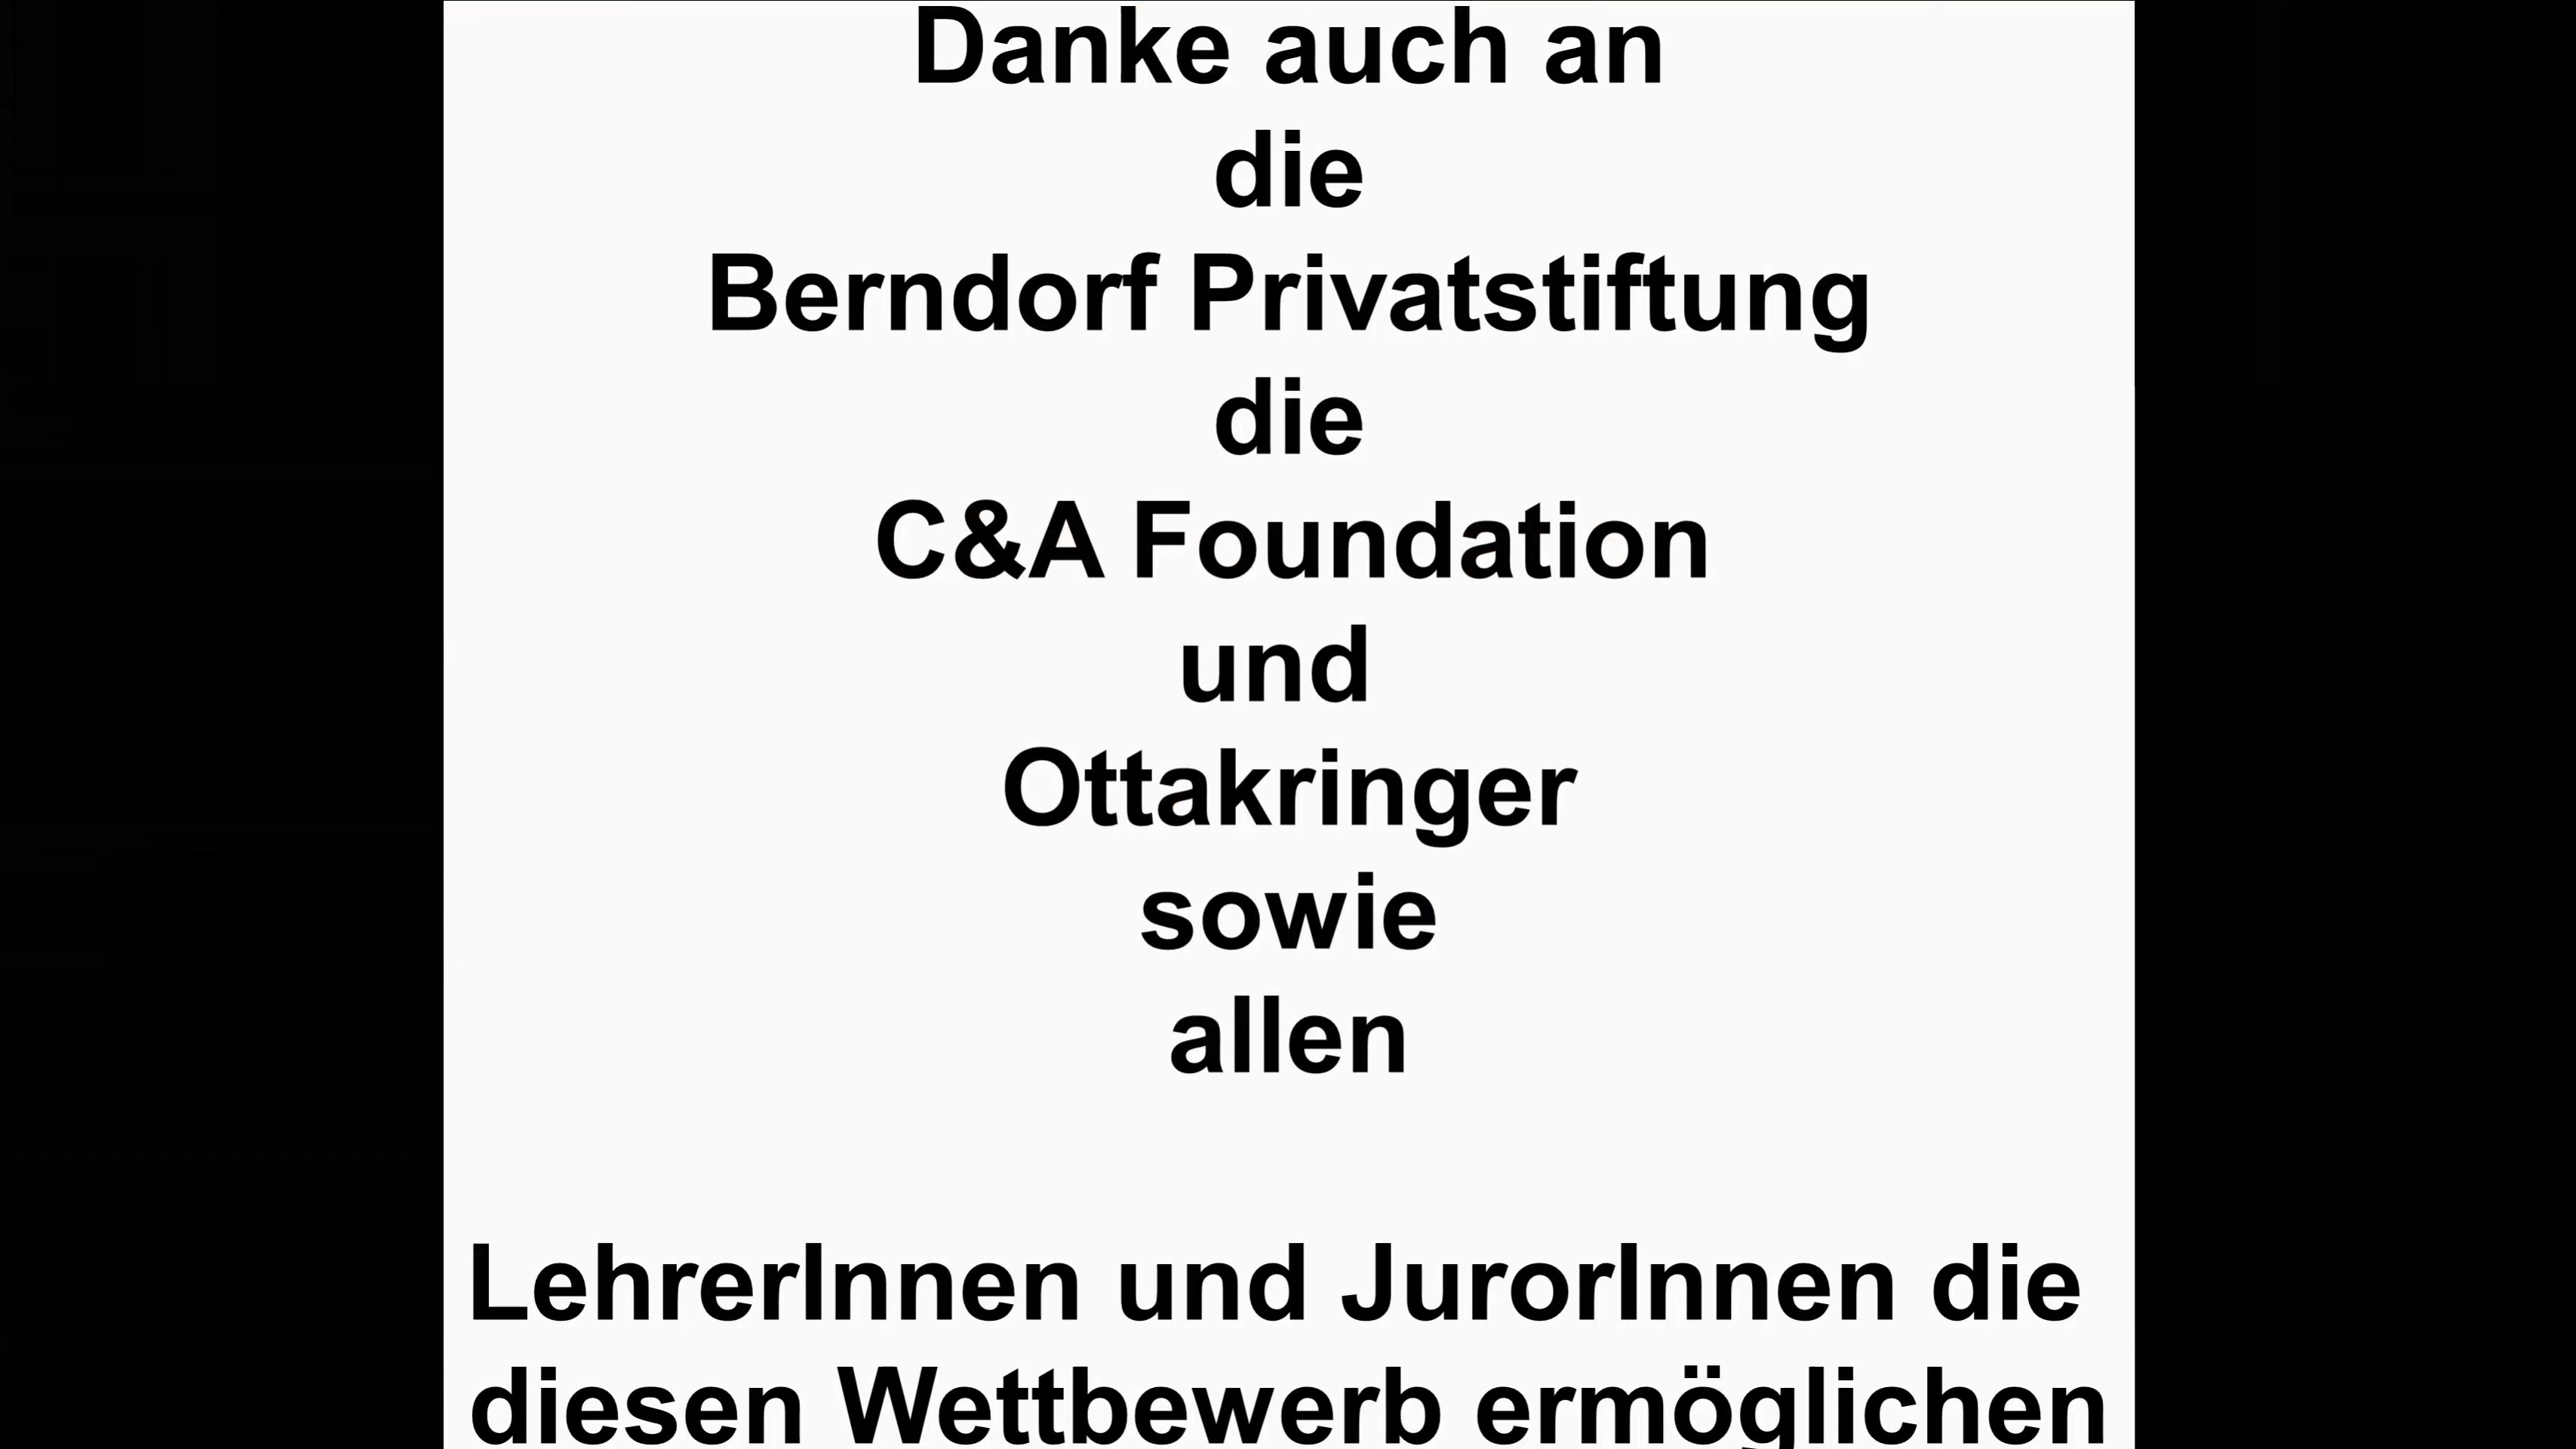 Danke auch an
die
Berndorf Privatstiftung
die
C&A Foundation
und
Ottakringer
sowie
allen
LehrerInnen und JurorInnen die
diesen Wettbewerb ermöglichen